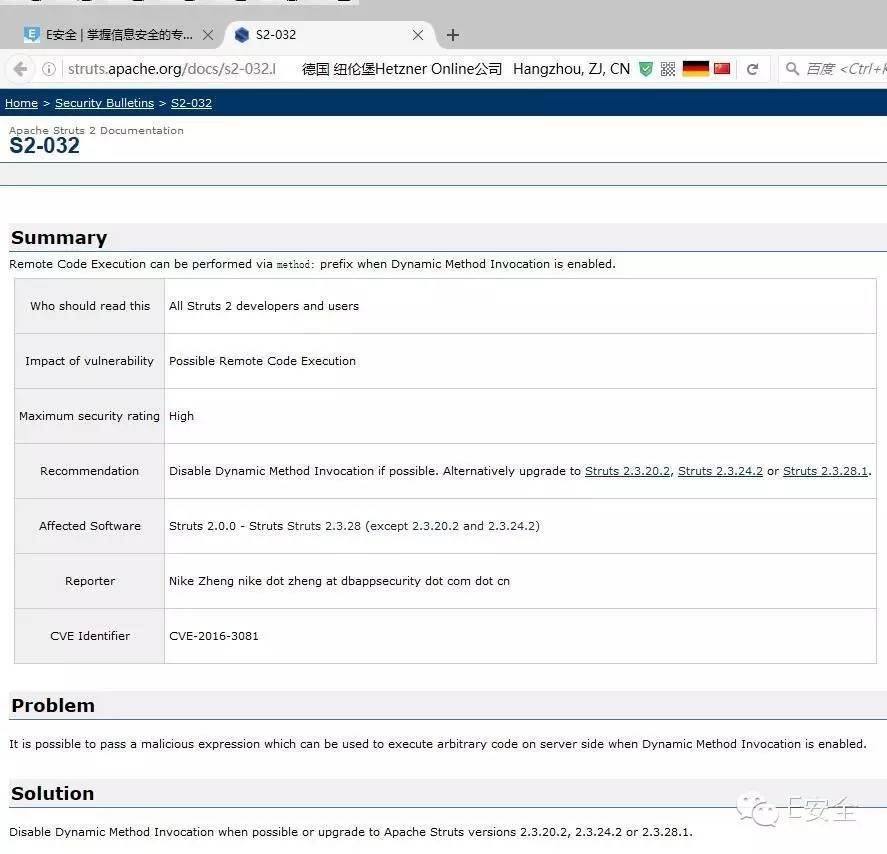 E安全 | 掌握信息安全的专...
S2-032
struts.apache.org/docs/s2-032.l 德国 纽伦堡Hetzner Online公司 Hangzhou, ZJ, CN
百度 <Ctrl+K
Home > Security Bulletins > S2-032
Apache Struts 2 Documentation
S2-032
Summary
Remote Code Execution can be performed via method: prefix when Dynamic Method Invocation is enabled.
Who should read this All Struts 2 developers and users
Impact of vulnerability Possible Remote Code Execution
Maximum security rating High
Recommendation Disable Dynamic Method Invocation if possible. Alternatively upgrade to Struts 2.3.20.2, Struts 2.3.24.2 or Struts 2.3.28.1.
Affected Software Struts 2.0.0 - Struts Struts 2.3.28 (except 2.3.20.2 and 2.3.24.2)
Reporter Nike Zheng nike dot zheng at dbappsecurity dot com dot cn
CVE Identifier CVE-2016-3081
Problem
It is possible to pass a malicious expression which can be used to execute arbitrary code on server side when Dynamic Method Invocation is enabled.
Solution
E安全
Disable Dynamic Method Invocation when possible or upgrade to Apache Struts versions 2.3.20.2, 2.3.24.2 or 2.3.28.1.